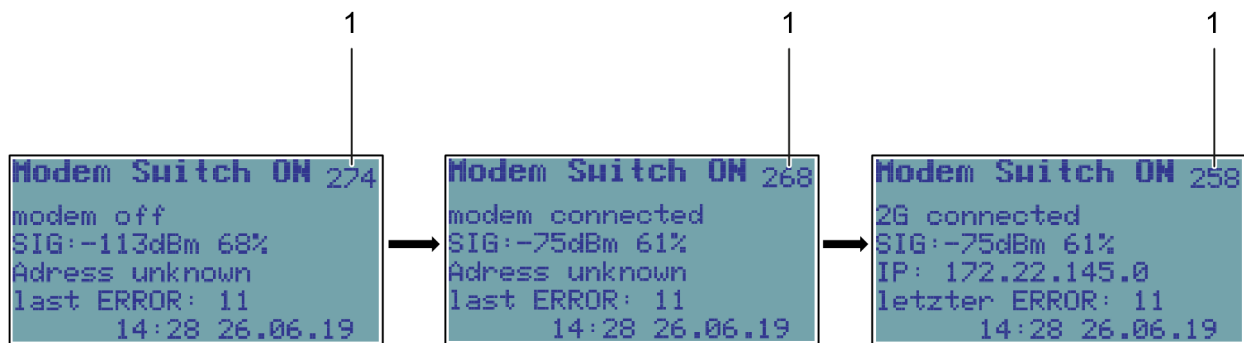 1
1
1
Modem Switch ON 274
modem off
SIG:-113dBm 68%
Adress unknown
last ERROR: 11
14:28 26.06.19
Modem Switch ON 268
modem connected
SIG:-75dBm 61%
Adress unknown
last ERROR: 11
14:28 26.06.19
Modem Switch ON 258
2G connected
SIG:-75dBm 61%
IP: 172.22.145.0
letzter ERROR: 11
14:28 26.06.19